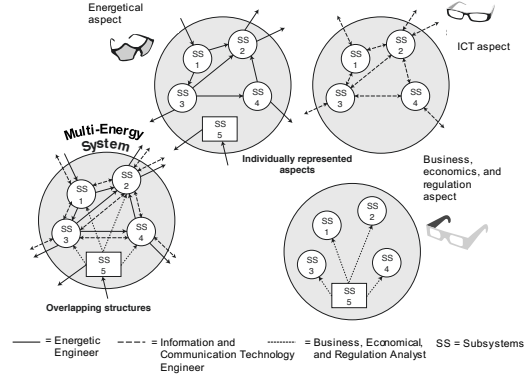 Energetical
aspect
SS
1
SS
2
SS
3
SS
4
SS
5
SS
1
SS
2
SS
3
SS
4
ICT aspect
Individually represented
aspects
Multi-Energy
System
SS
1
SS
2
SS
3
SS
4
SS
5
Overlapping structures
Business,
economics, and
regulation
aspect
SS
1
SS
2
SS
3
SS
4
SS
5
= Energetic
Engineer
= Information and
Communication Technology
Engineer
= Business, Economical,
and Regulation Analyst
SS = Subsystems